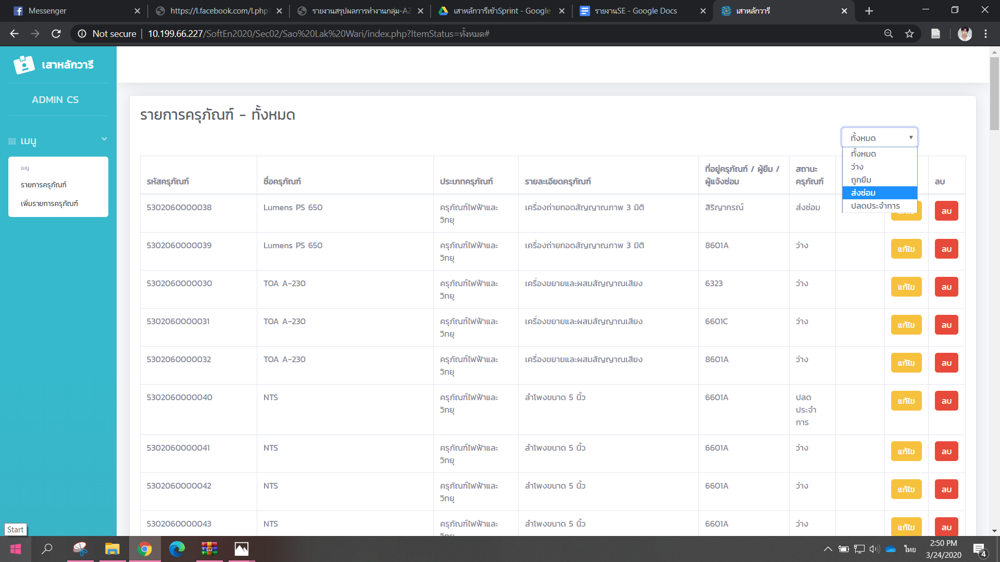 Messenger
https://l.facebook.com/l.php?
รายงานสรุปผลการทำงานกลุ่ม-A2
เสาหลักวารีเข้าSprint - Google
รายงานSE - Google Docs
เสาหลักวารี
Not secure
10.199.66.227/SoftEn2020/Sec02/Sao%20Lak%20Wari/index.php?ItemStatus=ทั้งหมด#
เสาหลักวารี
ADMIN CS
เมนู
เมนู
รายการครุภัณฑ์
เพิ่มรายการครุภัณฑ์
รายการครุภัณฑ์ - ทั้งหมด
ทั้งหมด
ทั้งหมด
ว่าง
ถูกยืม
ส่งซ่อม
ปลดประจำการ
รหัสครุภัณฑ์ ชื่อครุภัณฑ์ ประเภทครุภัณฑ์ รายละเอียดครุภัณฑ์ ที่อยู่ครุภัณฑ์ / ผู้ยืม / ผู้แจ้งซ่อม สถานะครุภัณฑ์ ลบ
5302060000038 Lumens PS 650 ครุภัณฑ์ไฟฟ้าและวิทยุ เครื่องถ่ายทอดสัญญาณภาพ 3 มิติ สิริญากรณ์ ส่งซ่อม ลบ
5302060000039 Lumens PS 650 ครุภัณฑ์ไฟฟ้าและวิทยุ เครื่องถ่ายทอดสัญญาณภาพ 3 มิติ 8601A ว่าง แก้ไข ลบ
5302060000030 TOA A-230 ครุภัณฑ์ไฟฟ้าและวิทยุ เครื่องขยายและผสมสัญญาณเสียง 6323 ว่าง แก้ไข ลบ
5302060000031 TOA A-230 ครุภัณฑ์ไฟฟ้าและวิทยุ เครื่องขยายและผสมสัญญาณเสียง 6601C ว่าง แก้ไข ลบ
5302060000032 TOA A-230 ครุภัณฑ์ไฟฟ้าและวิทยุ เครื่องขยายและผสมสัญญาณเสียง 8601A ว่าง แก้ไข ลบ
5302060000040 NTS ครุภัณฑ์ไฟฟ้าและวิทยุ ลำโพงขนาด 5 นิ้ว 6601A ปลดประจำการ แก้ไข ลบ
5302060000041 NTS ครุภัณฑ์ไฟฟ้าและวิทยุ ลำโพงขนาด 5 นิ้ว 6601A ว่าง แก้ไข ลบ
5302060000042 NTS ครุภัณฑ์ไฟฟ้าและวิทยุ ลำโพงขนาด 5 นิ้ว 6601A ว่าง แก้ไข ลบ
5302060000043 NTS ครุภัณฑ์ไฟฟ้าและ ลำโพงขนาด 5 นิ้ว 6601A ว่าง แก้ไข ลบ
Start
ไทย
2:50 PM
3/24/2020
4